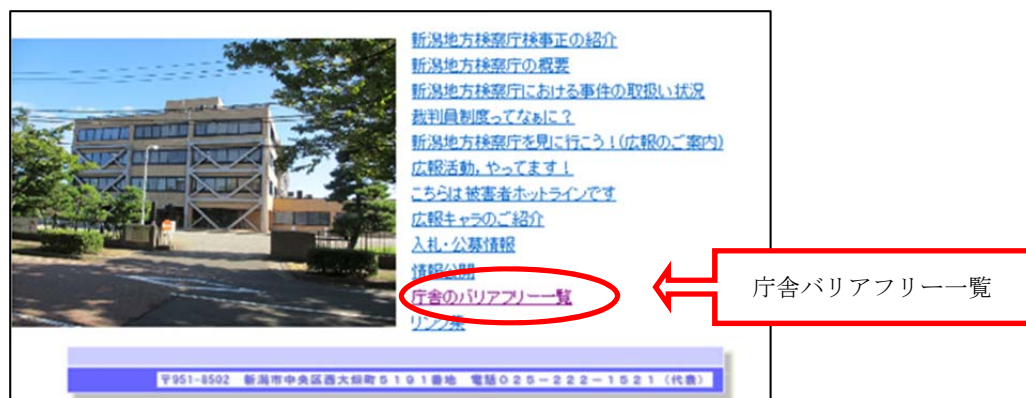 新潟地方検察庁検事正の紹介
新潟地方検察庁の概要
新潟地方検察庁における事件の取扱い状況
裁判員制度ってなぁに？
新潟地方検察庁を見に行こう！(広報のご案内)
広報活動，やってます！
こちらは被害者ホットラインです
広報キャラのご紹介
入札・公募情報
情報公開
庁舎のバリアフリー一覧
リンク集
庁舎バリアフリー一覧
〒951-8502 新潟市中央区西大畑町５１９１番地 電話０２５－２２２－１５２１（代表）